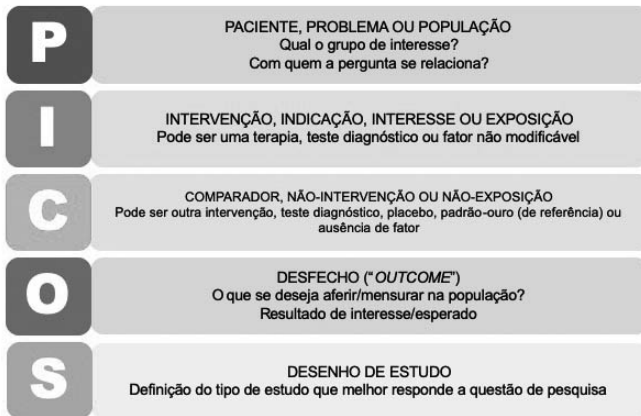 P
PACIENTE, PROBLEMA OU POPULAÇÃO
Qual o grupo de interesse?
Com quem a pergunta se relaciona?
I
INTERVENÇÃO, INDICAÇÃO, INTERESSE OU EXPOSIÇÃO
Pode ser uma terapia, teste diagnóstico ou fator não modificável
C
COMPARADOR, NÃO-INTERVENÇÃO OU NÃO-EXPOSIÇÃO
Pode ser outra intervenção, teste diagnóstico, placebo, padrão-ouro (de referência) ou
ausência de fator
O
DESFECHO ("OUTCOME")
O que se deseja aferir/mensurar na população?
Resultado de interesse/esperado
S
DESENHO DE ESTUDO
Definição do tipo de estudo que melhor responde a questão de pesquisa